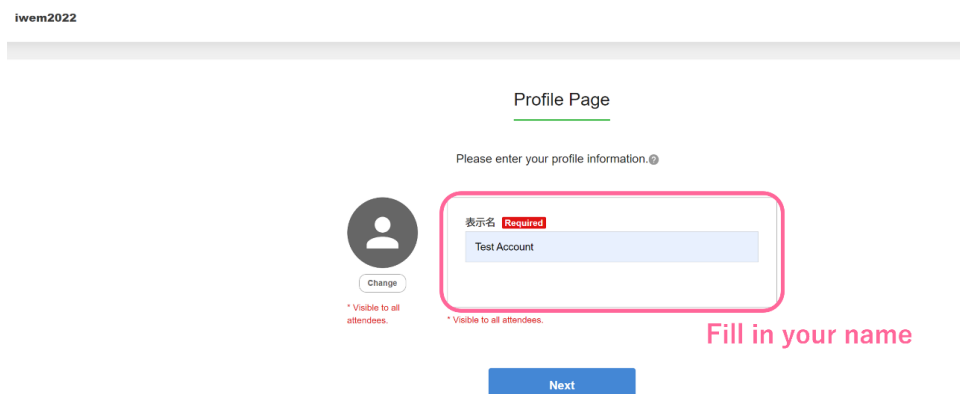 iwem2022
Profile Page
Please enter your profile information.?
表示名 Required
Test Account
Change
* Visible to all
attendees.
* Visible to all attendees.
Fill in your name
Next